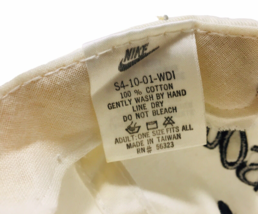 NIKE
S4-10-01-WDI
100% COTTON
GENTLY WASH BY HAND
LINE DRY
DO NOT BLEACH
ADULT: ONE SIZE FITS ALL
MADE IN TAIWAN
RN# 56323